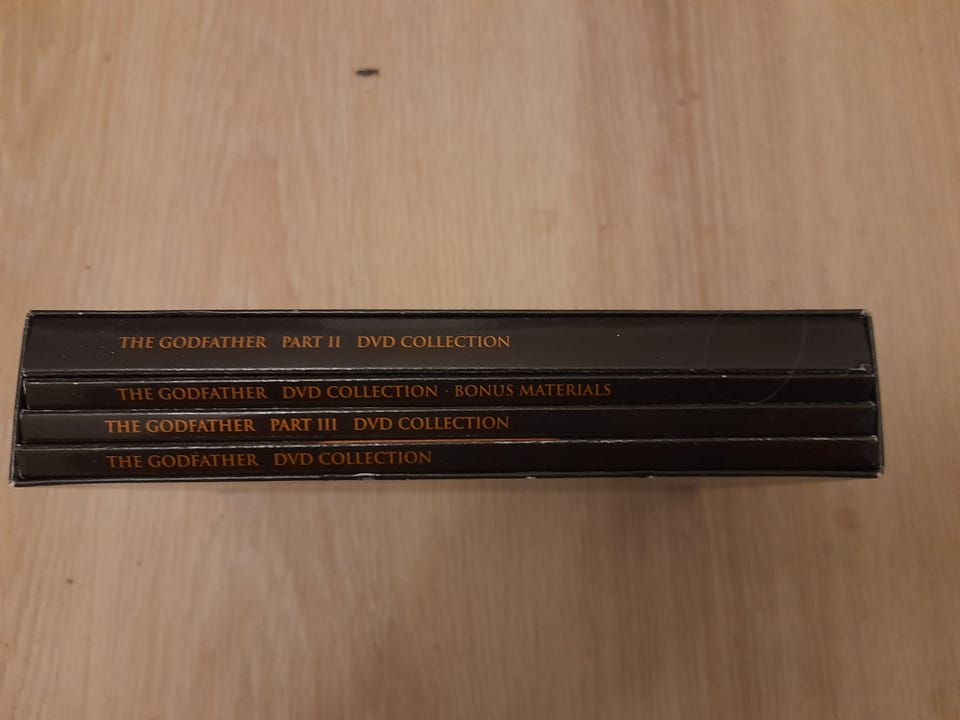 THE GODFATHER PART II DVD COLLECTION
THE GODFATHER DVD COLLECTION · BONUS MATERIALS
THE GODFATHER PART III DVD COLLECTION
THE GODFATHER DVD COLLECTION